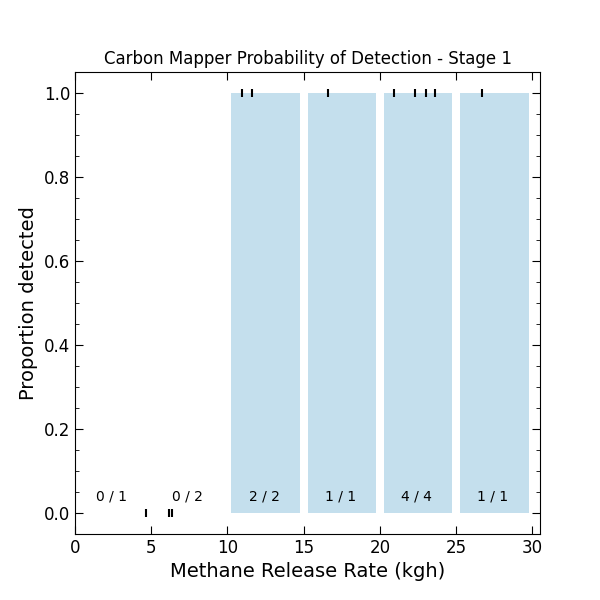 Carbon Mapper Probability of Detection - Stage 1
1.0
0.8
0.6
0.4
0.2
0.0
Proportion detected
0 / 1 0 / 2 2 / 2 1 / 1 4 / 4 1 / 1
0 5 10 15 20 25 30
Methane Release Rate (kgh)